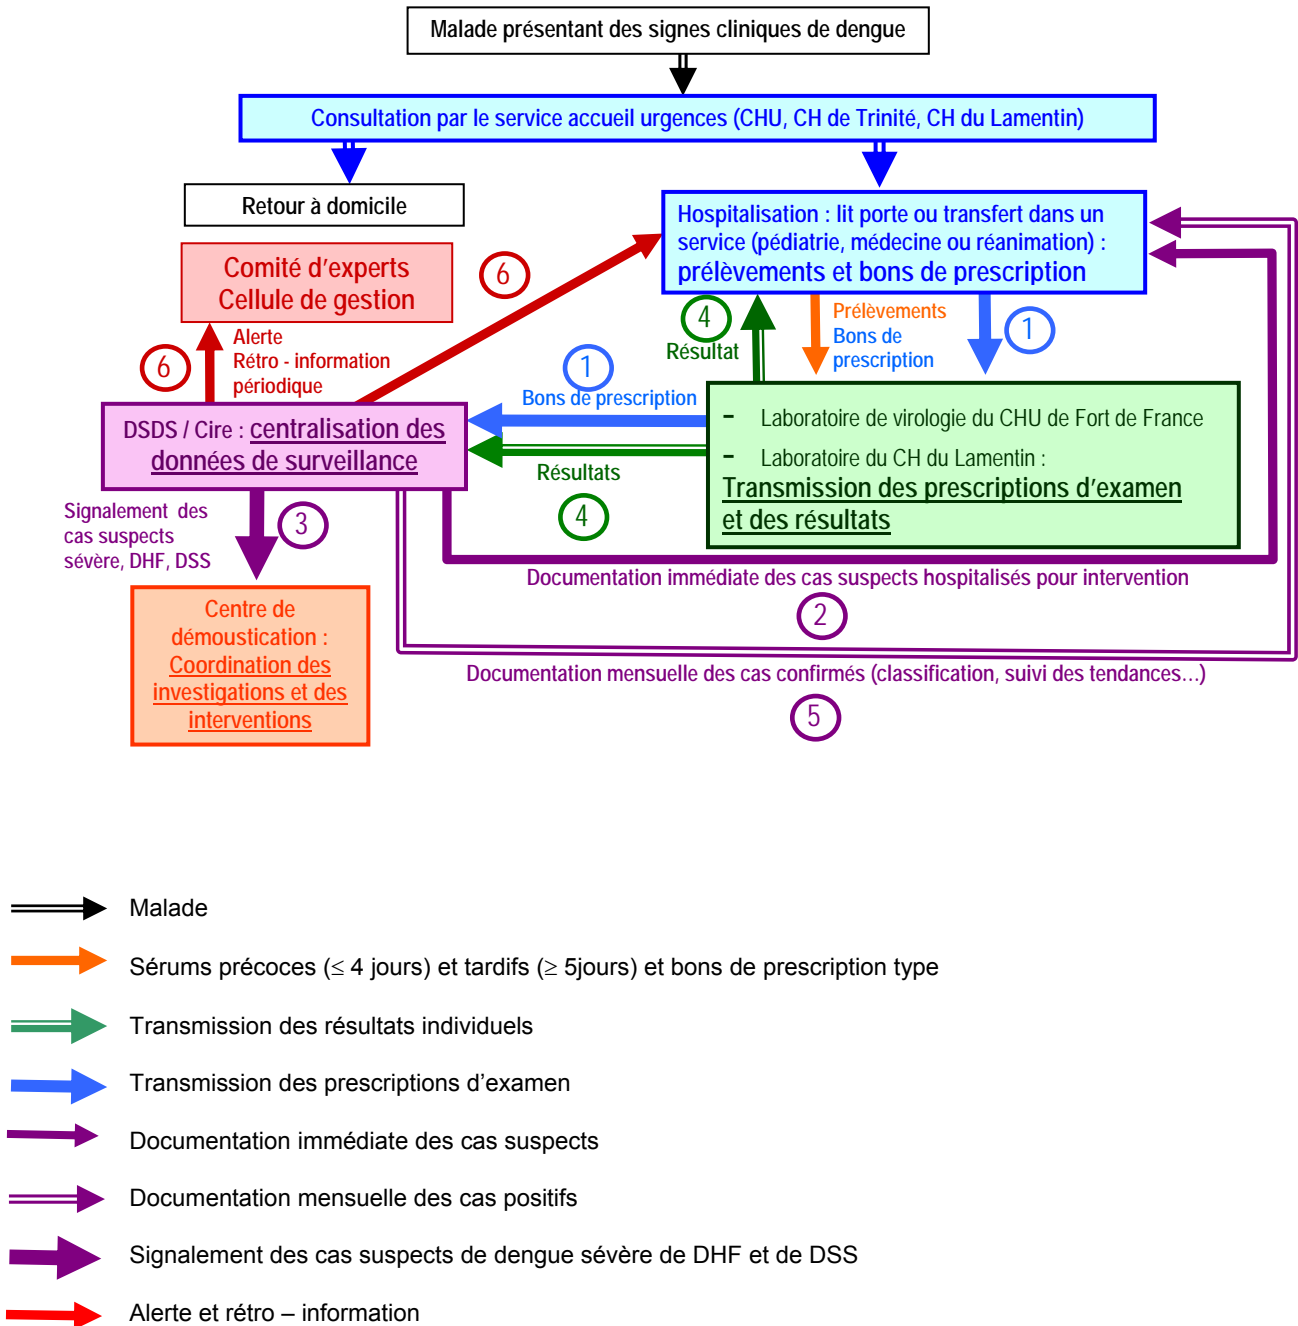 Malade présentant des signes cliniques de dengue
Consultation par le service accueil urgences (CHU, CH de Trinité, CH du Lamentin)
Retour à domicile
Hospitalisation : lit porte ou transfert dans un
service (pédiatrie, médecine ou réanimation) :
prélèvements et bons de prescription
Comité d'experts
Cellule de gestion
6
6
Alerte
Rétro - information
périodique
4
Résultat
Prélèvements
Bons de
prescription
1
1
Bons de prescription
DSDS / Cire : centralisation des
données de surveillance
Résultats
4
- Laboratoire de virologie du CHU de Fort de France
- Laboratoire du CH du Lamentin :
Transmission des prescriptions d'examen
et des résultats
Signalement des
cas suspects
sévère, DHF, DSS
3
Documentation immédiate des cas suspects hospitalisés pour intervention
2
Centre de
démoustication :
Coordination des
investigations et des
interventions
Documentation mensuelle des cas confirmés (classification, suivi des tendances…)
5
Malade
Sérums précoces (≤ 4 jours) et tardifs (≥ 5jours) et bons de prescription type
Transmission des résultats individuels
Transmission des prescriptions d'examen
Documentation immédiate des cas suspects
Documentation mensuelle des cas positifs
Signalement des cas suspects de dengue sévère de DHF et de DSS
Alerte et rétro – information